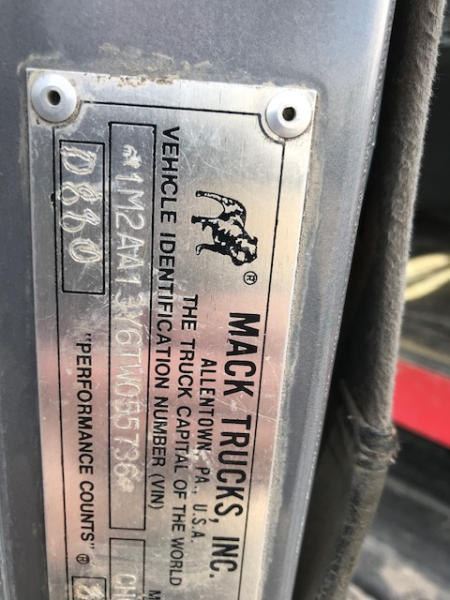 ® MACK TRUCKS, INC.
ALLENTOWN, PA., U.S.A.
THE TRUCK CAPITAL OF THE WORLD
VEHICLE IDENTIFICATION NUMBER (VIN) M
*1M2AA13Y6TW055736* CH
D880 "PERFORMANCE COUNTS" ®